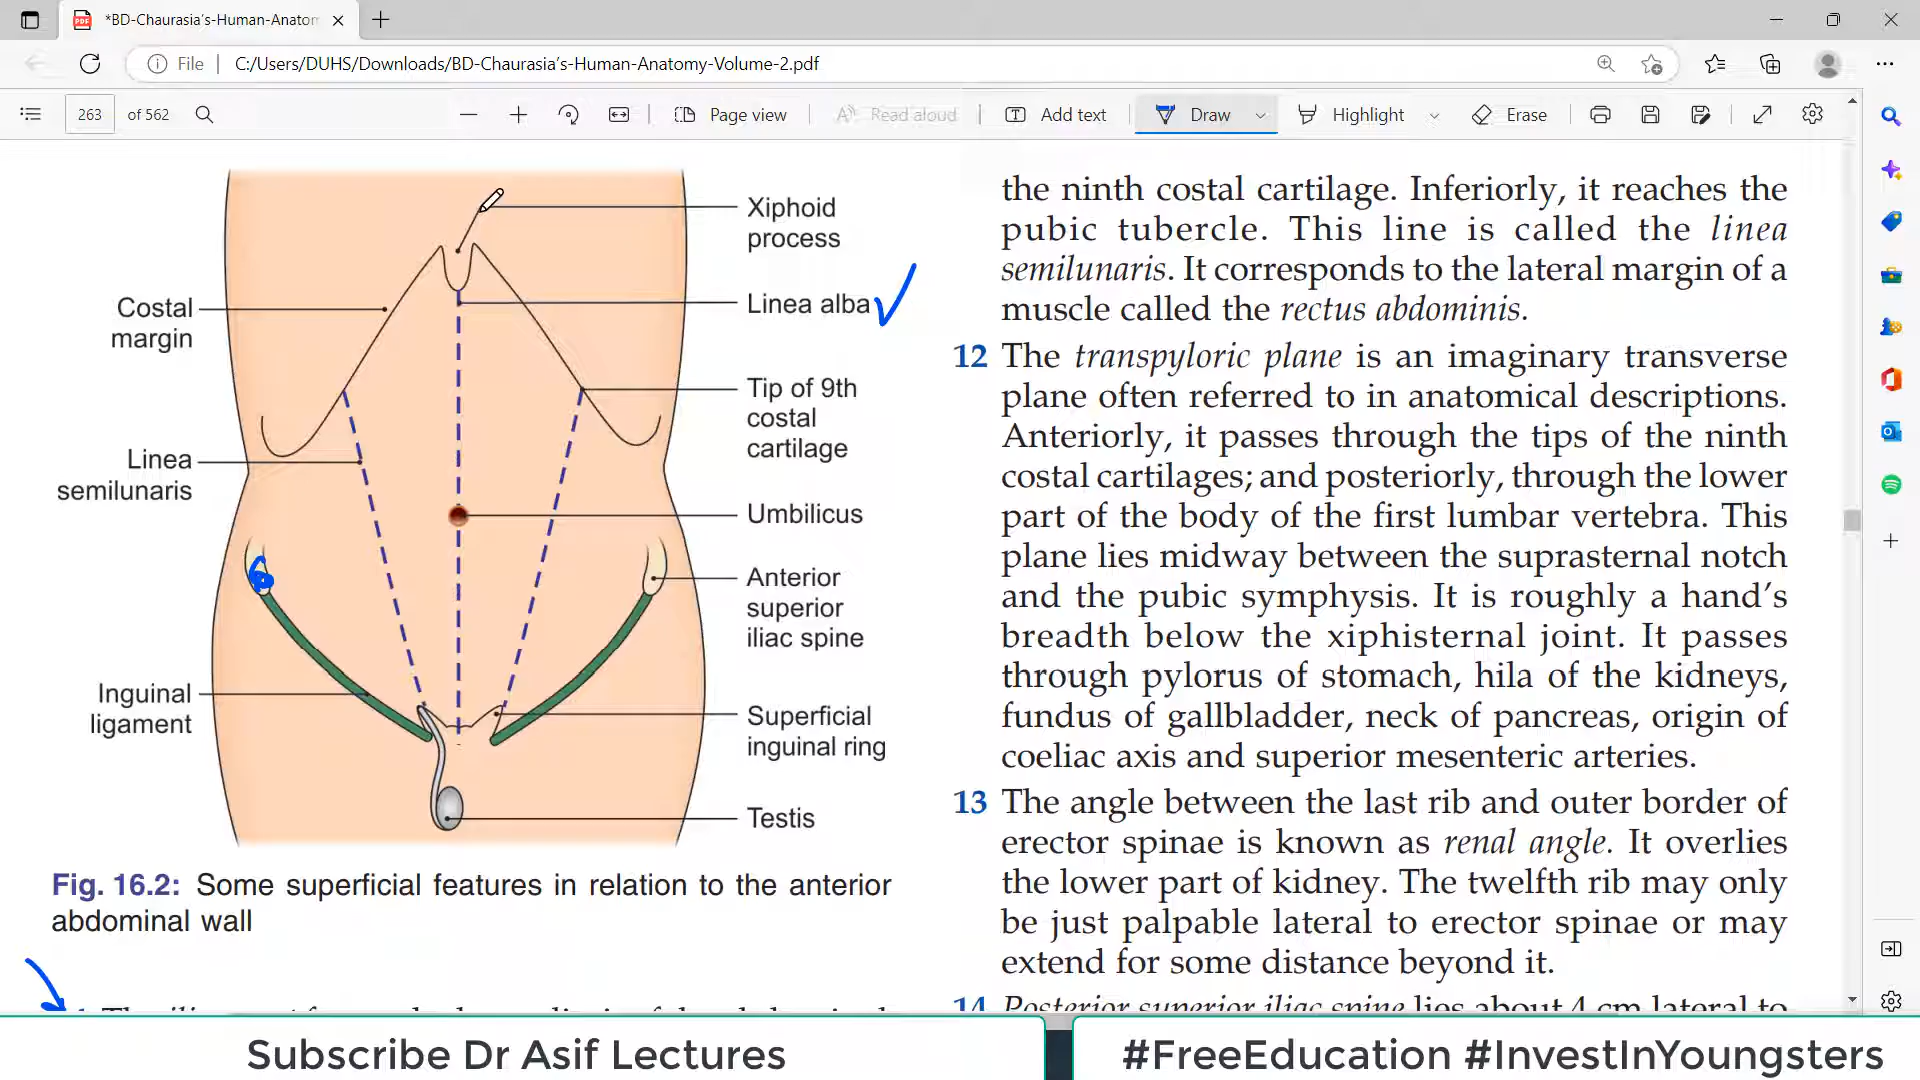 *BD-Chaurasia's-Human-Anatom
File
C:/Users/DUHS/Downloads/BD-Chaurasia's-Human-Anatomy-Volume-2.pdf
263
of 562
Page view
Read aloud
Add text
Draw
Highlight
Erase
Xiphoid
process
Linea alba
Costal
margin
Tip of 9th
costal
cartilage
Linea
semilunaris
Umbilicus
Anterior
superior
iliac spine
Inguinal
ligament
Superficial
inguinal ring
Testis
Fig. 16.2: Some superficial features in relation to the anterior
abdominal wall
the ninth costal cartilage. Inferiorly, it reaches the
pubic tubercle. This line is called the linea
semilunaris. It corresponds to the lateral margin of a
muscle called the rectus abdominis.
12 The transpyloric plane is an imaginary transverse
plane often referred to in anatomical descriptions.
Anteriorly, it passes through the tips of the ninth
costal cartilages; and posteriorly, through the lower
part of the body of the first lumbar vertebra. This
plane lies midway between the suprasternal notch
and the pubic symphysis. It is roughly a hand's
breadth below the xiphisternal joint. It passes
through pylorus of stomach, hila of the kidneys,
fundus of gallbladder, neck of pancreas, origin of
coeliac axis and superior mesenteric arteries.
13 The angle between the last rib and outer border of
erector spinae is known as renal angle. It overlies
the lower part of kidney. The twelfth rib may only
be just palpable lateral to erector spinae or may
extend for some distance beyond it.
14 Posterior superior iliac spine lies about 4 cm lateral to
Subscribe Dr Asif Lectures
#FreeEducation #InvestInYoungsters